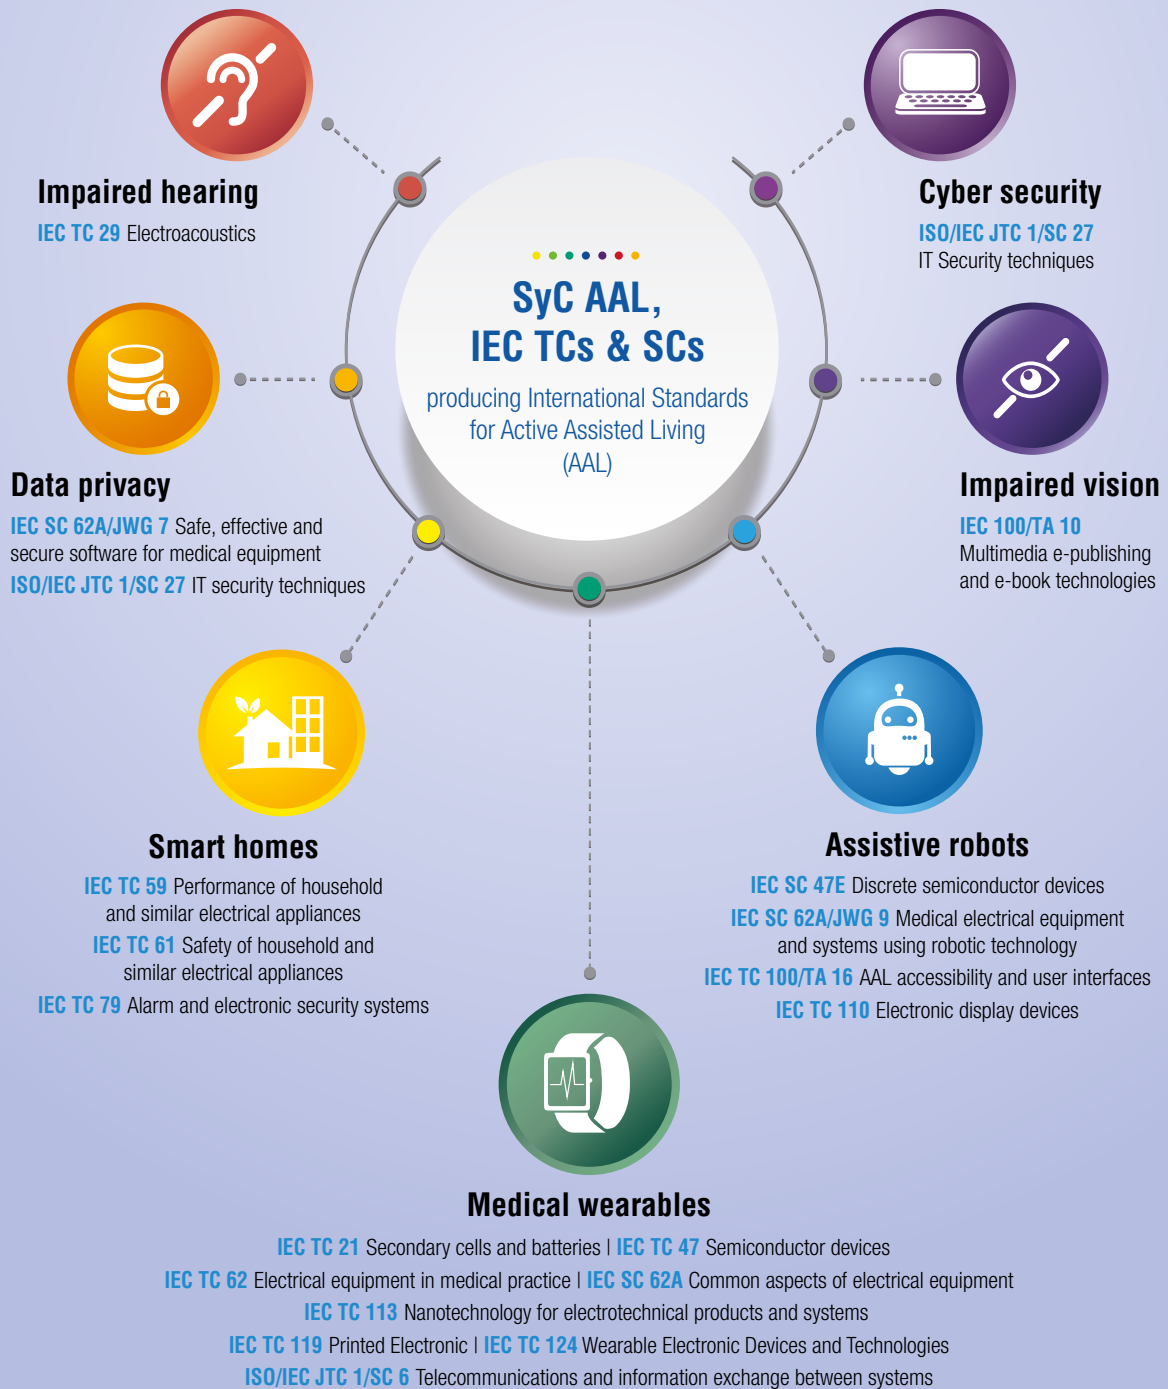 Impaired hearing
IEC TC 29 Electroacoustics
Cyber security
ISO/IEC JTC 1/SC 27
IT Security techniques
SyC AAL,
IEC TCs & SCs
producing International Standards
for Active Assisted Living
(AAL)
Data privacy
IEC SC 62A/JWG 7 Safe, effective and
secure software for medical equipment
ISO/IEC JTC 1/SC 27 IT security techniques
Impaired vision
IEC 100/TA 10
Multimedia e-publishing
and e-book technologies
Smart homes
IEC TC 59 Performance of household
and similar electrical appliances
IEC TC 61 Safety of household and
similar electrical appliances
IEC TC 79 Alarm and electronic security systems
Assistive robots
IEC SC 47E Discrete semiconductor devices
IEC SC 62A/JWG 9 Medical electrical equipment
and systems using robotic technology
IEC TC 100/TA 16 AAL accessibility and user interfaces
IEC TC 110 Electronic display devices
Medical wearables
IEC TC 21 Secondary cells and batteries | IEC TC 47 Semiconductor devices
IEC TC 62 Electrical equipment in medical practice | IEC SC 62A Common aspects of electrical equipment
IEC TC 113 Nanotechnology for electrotechnical products and systems
IEC TC 119 Printed Electronic | IEC TC 124 Wearable Electronic Devices and Technologies
ISO/IEC JTC 1/SC 6 Telecommunications and information exchange between systems